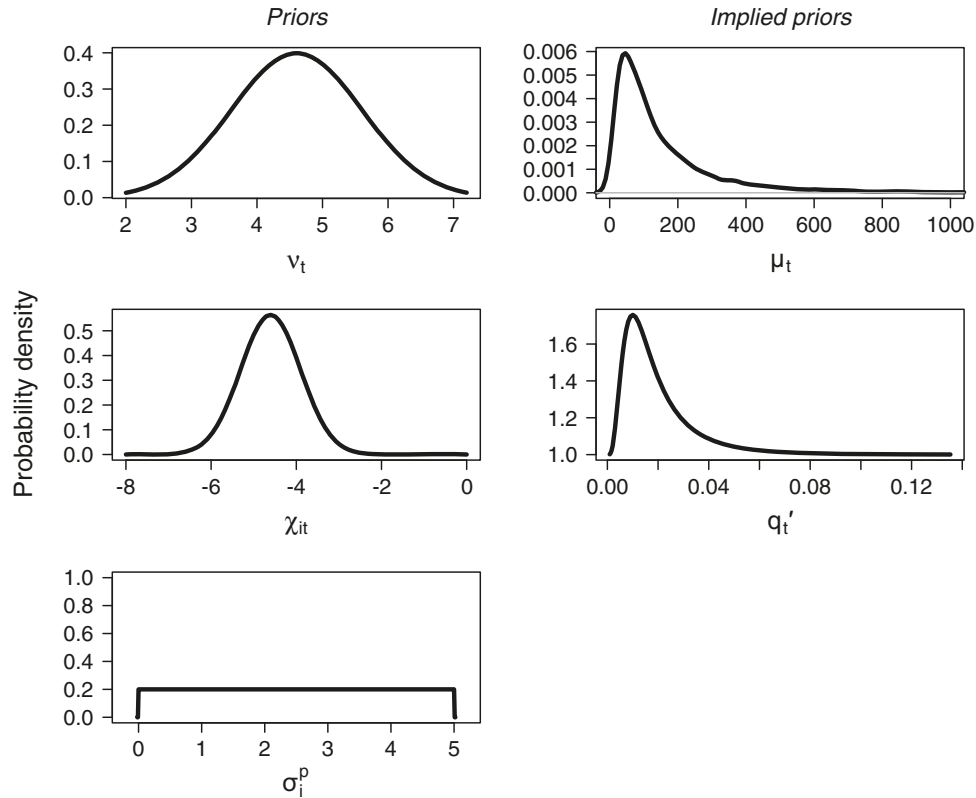 Priors
Implied priors
Probability density
0.4
0.3
0.2
0.1
0.0
2 3 4 5 6 7
νt
0.006
0.005
0.004
0.003
0.002
0.001
0.000
0 200 400 600 800 1000
μt
0.5
0.4
0.3
0.2
0.1
0.0
-8 -6 -4 -2 0
χit
1.6
1.4
1.2
1.0
0.00 0.04 0.08 0.12
qt′
1.0
0.8
0.6
0.4
0.2
0.0
0 1 2 3 4 5
σip